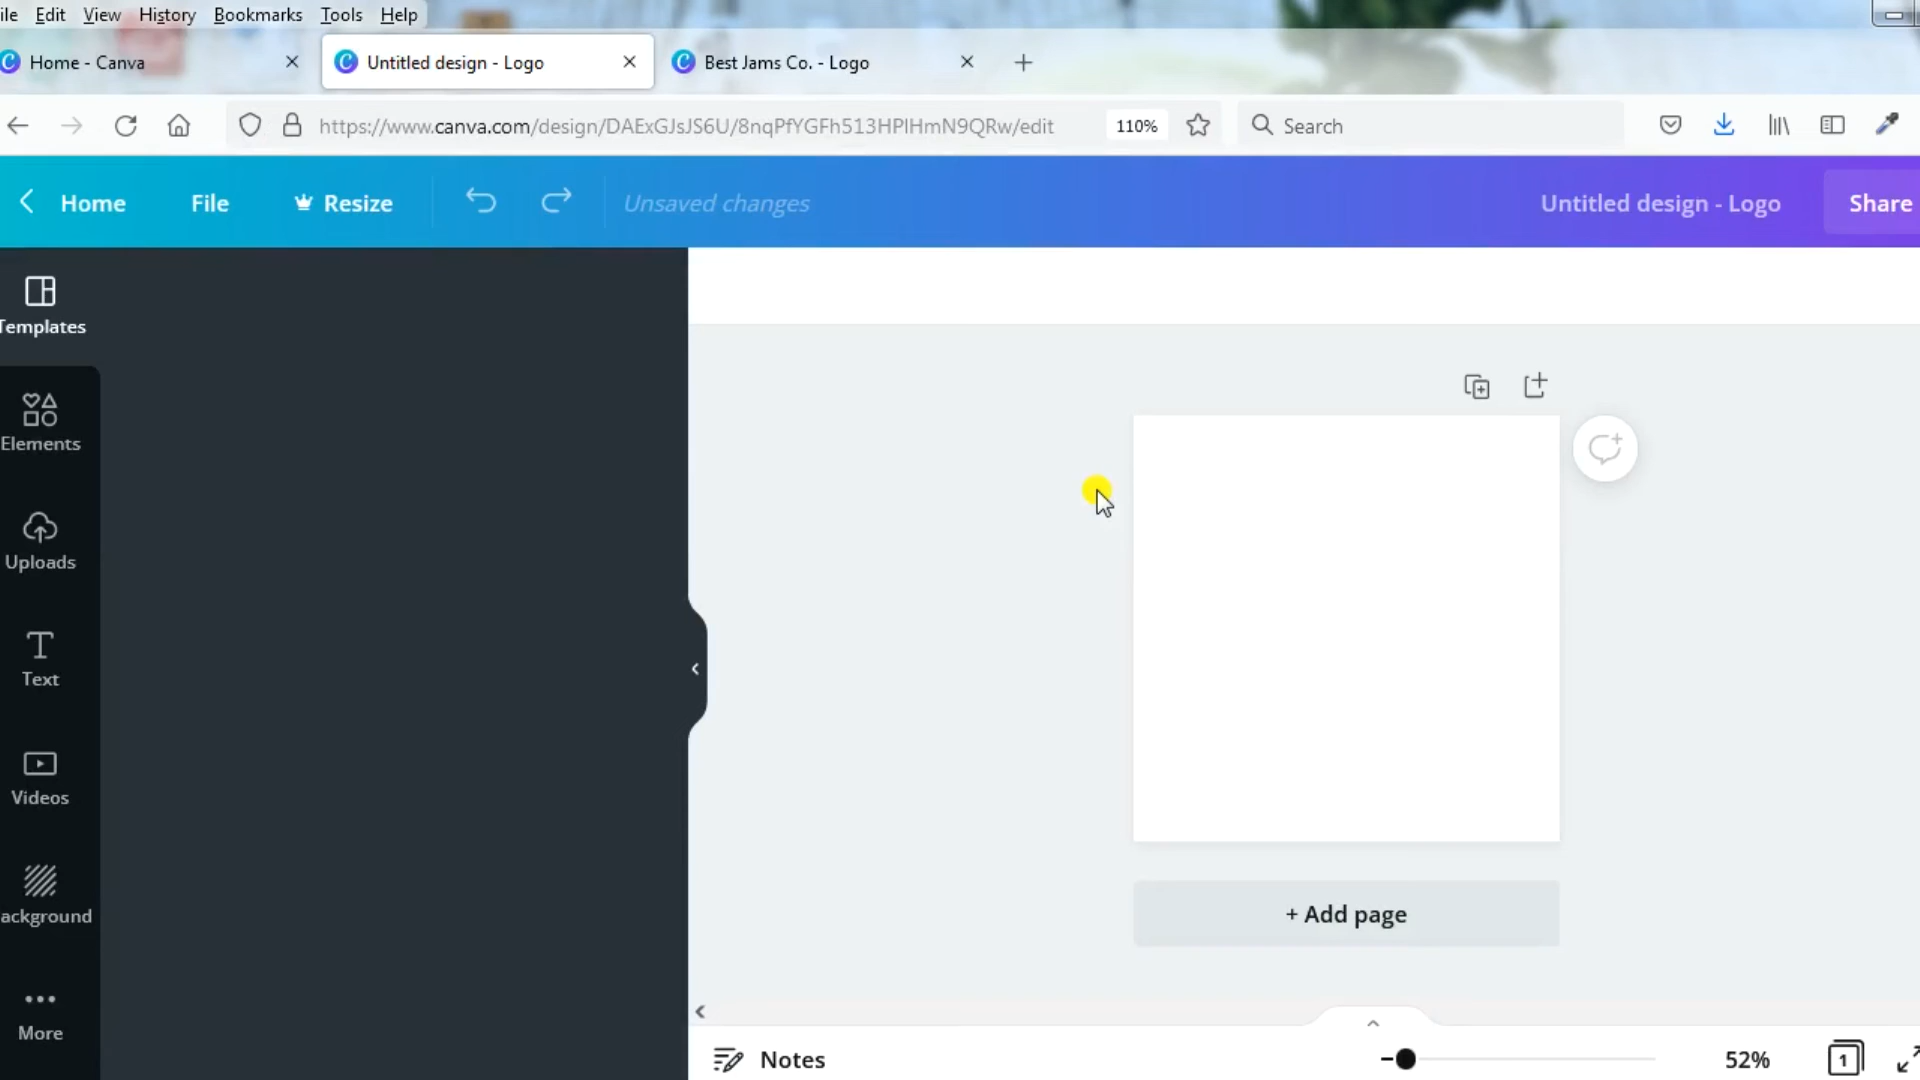 ile Edit View History Bookmarks Tools Help
Home - Canva
Untitled design - Logo
Best Jams Co. - Logo
https://www.canva.com/design/DAExGJsJS6U/8nqPfYGFh513HPIHmN9QRw/edit
110%
Search
Home
File
Resize
Unsaved changes
Untitled design - Logo
Share
Templates
Elements
Uploads
Text
Videos
ackground
More
+ Add page
Notes
52%
1